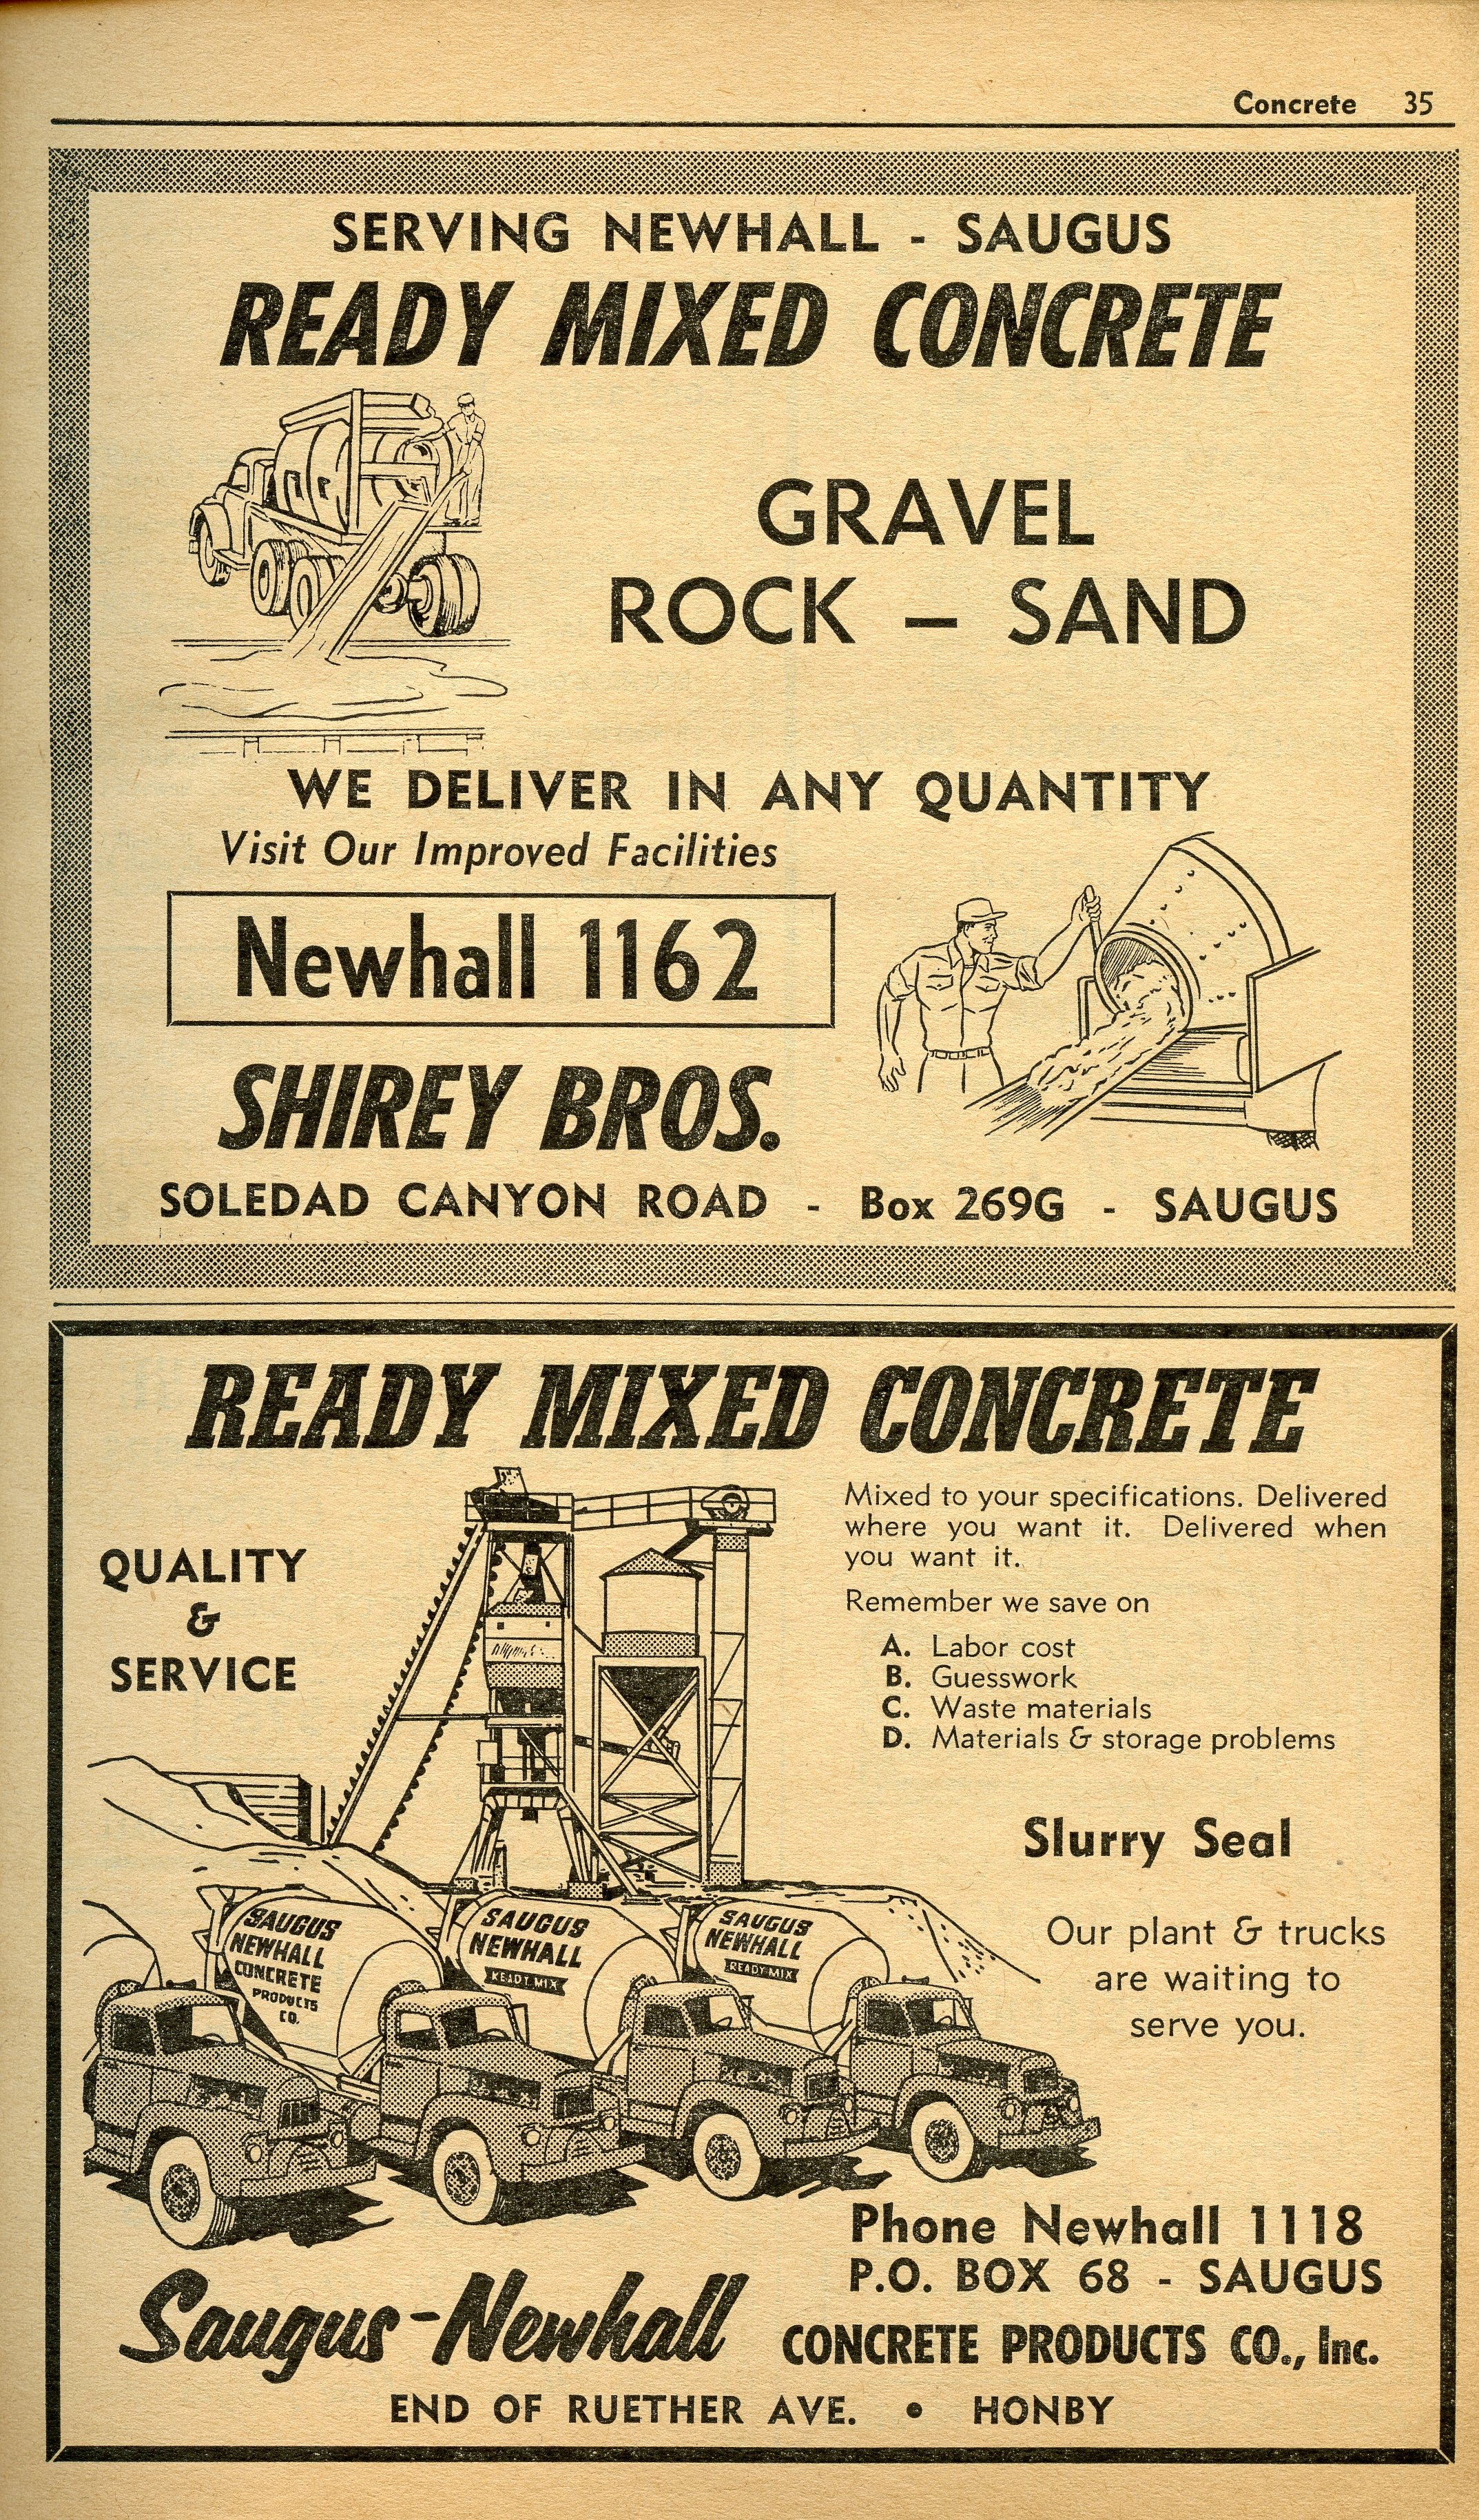 Concrete 35
SERVING NEWHALL - SAUGUS
READY MIXED CONCRETE
GRAVEL
ROCK – SAND
WE DELIVER IN ANY QUANTITY
Visit Our Improved Facilities
Newhall 1162
SHIREY BROS.
SOLEDAD CANYON ROAD - Box 269G - SAUGUS
READY MIXED CONCRETE
QUALITY
&
SERVICE
Mixed to your specifications. Delivered
where you want it. Delivered when
you want it.
Remember we save on
A. Labor cost
B. Guesswork
C. Waste materials
D. Materials & storage problems
Slurry Seal
Our plant & trucks
are waiting to
serve you.
SAUGUS
NEWHALL
CONCRETE
PRODUCTS
CO.
SAUGUS
NEWHALL
READY MIX
SAUGUS
NEWHALL
READY-MIX
Phone Newhall 1118
P.O. BOX 68 - SAUGUS
Saugus-Newhall CONCRETE PRODUCTS CO., Inc.
END OF RUETHER AVE. • HONBY